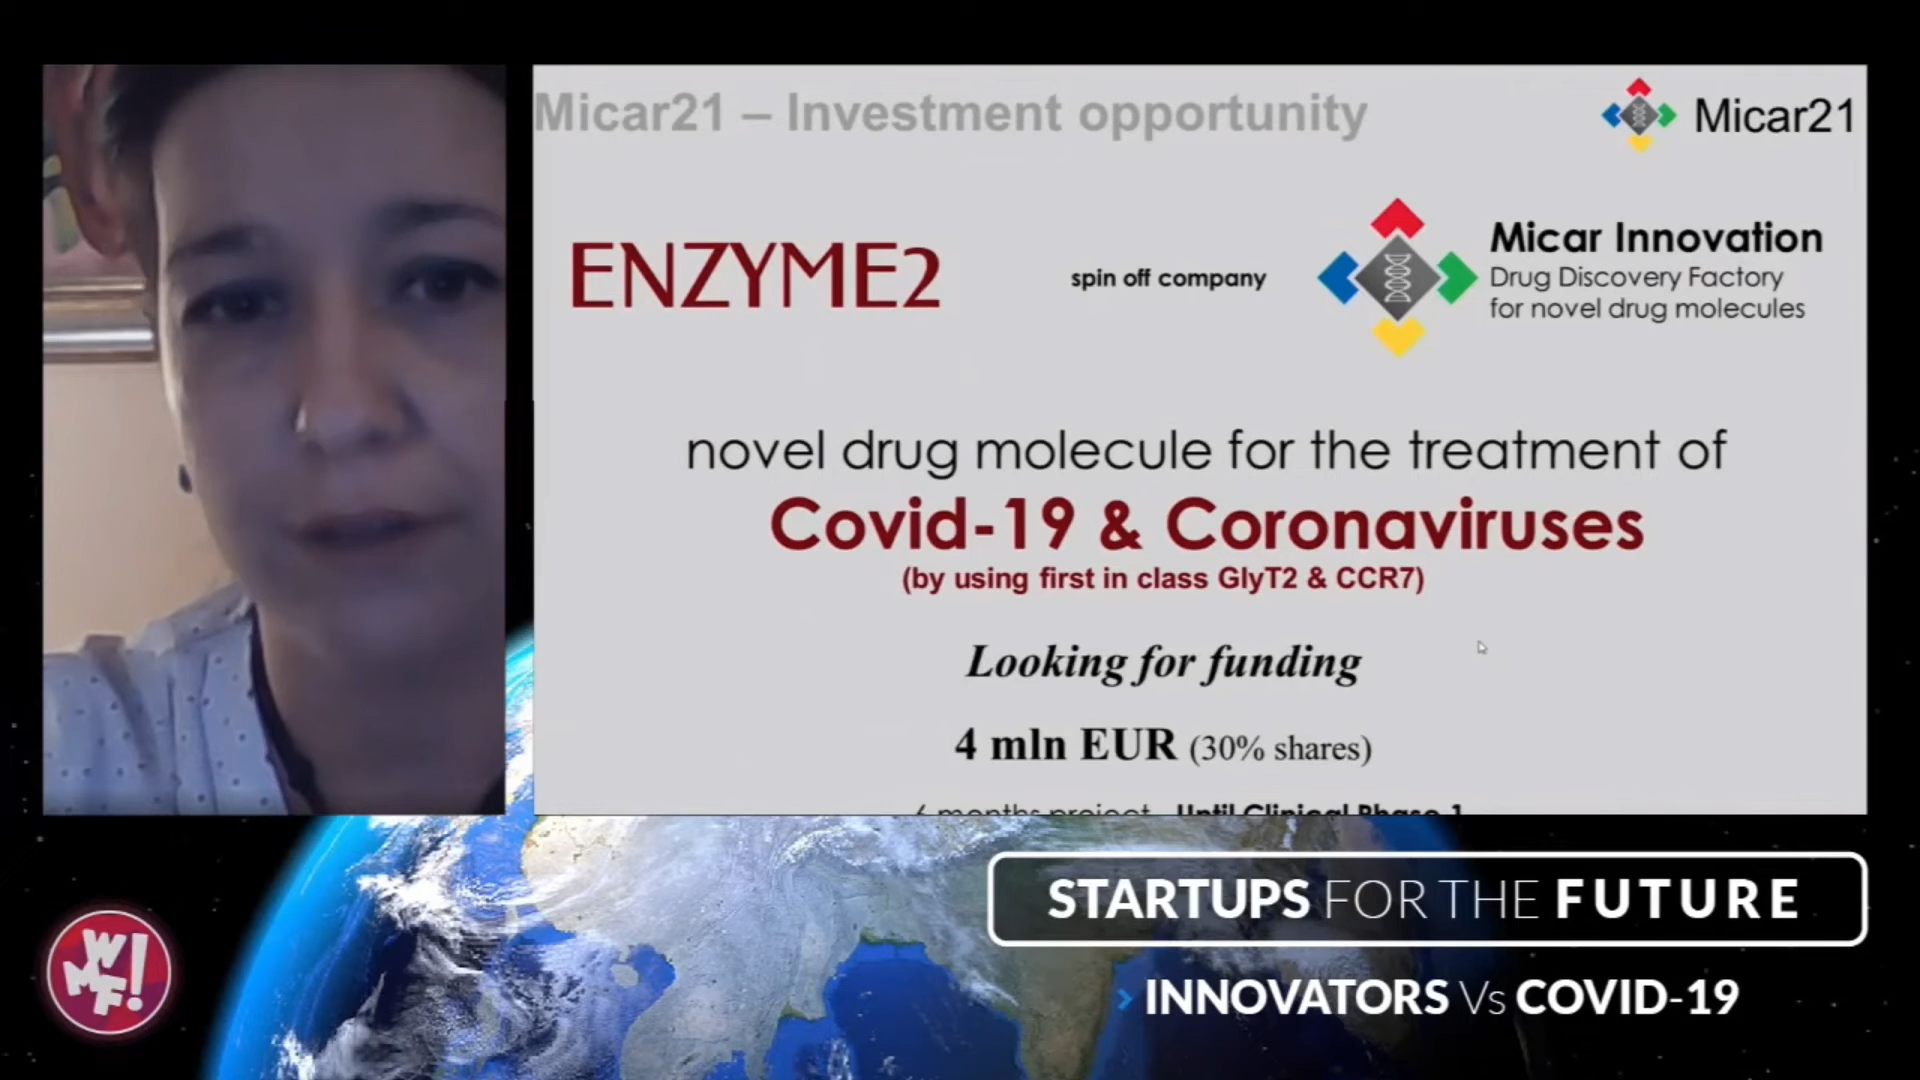 Micar21 – Investment opportunity
Micar21
ENZYME2
spin off company
Micar Innovation
Drug Discovery Factory
for novel drug molecules
novel drug molecule for the treatment of
Covid-19 & Coronaviruses
(by using first in class GlyT2 & CCR7)
Looking for funding
4 mln EUR (30% shares)
6 months project Until Clinical Phase 1
STARTUPS FOR THE FUTURE
INNOVATORS Vs COVID-19
WMF!